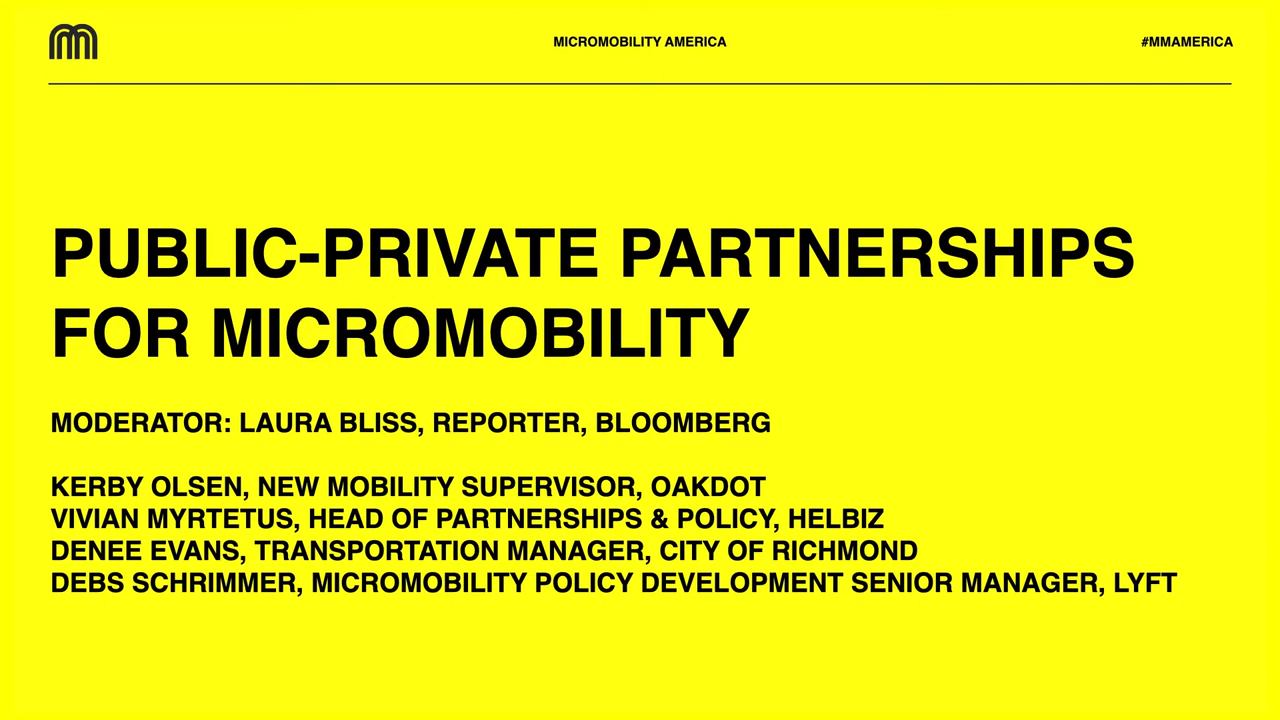 MICROMOBILITY AMERICA
#MMAMERICA
PUBLIC-PRIVATE PARTNERSHIPS
FOR MICROMOBILITY
MODERATOR: LAURA BLISS, REPORTER, BLOOMBERG
KERBY OLSEN, NEW MOBILITY SUPERVISOR, OAKDOT
VIVIAN MYRTETUS, HEAD OF PARTNERSHIPS & POLICY, HELBIZ
DENEE EVANS, TRANSPORTATION MANAGER, CITY OF RICHMOND
DEBS SCHRIMMER, MICROMOBILITY POLICY DEVELOPMENT SENIOR MANAGER, LYFT